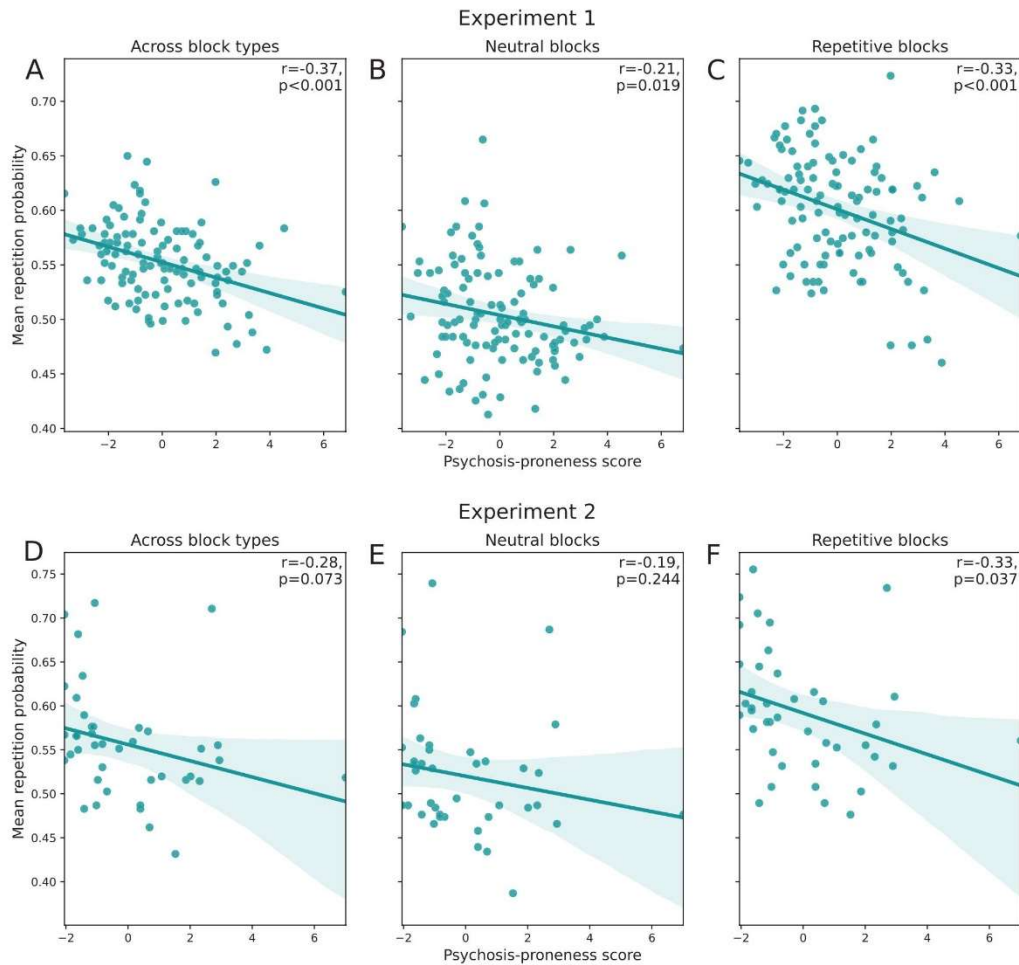 Experiment 1
Across block types
Neutral blocks
Repetitive blocks
A
r=-0.37,
p<0.001
B
r=-0.21,
p=0.019
C
r=-0.33,
p<0.001
Mean repetition probability
0.70
0.65
0.60
0.55
0.50
0.45
0.40
−2 0 2 4 6
−2 0 2 4 6
−2 0 2 4 6
Psychosis-proneness score
Experiment 2
Across block types
Neutral blocks
Repetitive blocks
D
r=-0.28,
p=0.073
E
r=-0.19,
p=0.244
F
r=-0.33,
p=0.037
Mean repetition probability
0.75
0.70
0.65
0.60
0.55
0.50
0.45
0.40
−2 0 2 4 6
−2 0 2 4 6
−2 0 2 4 6
Psychosis-proneness score